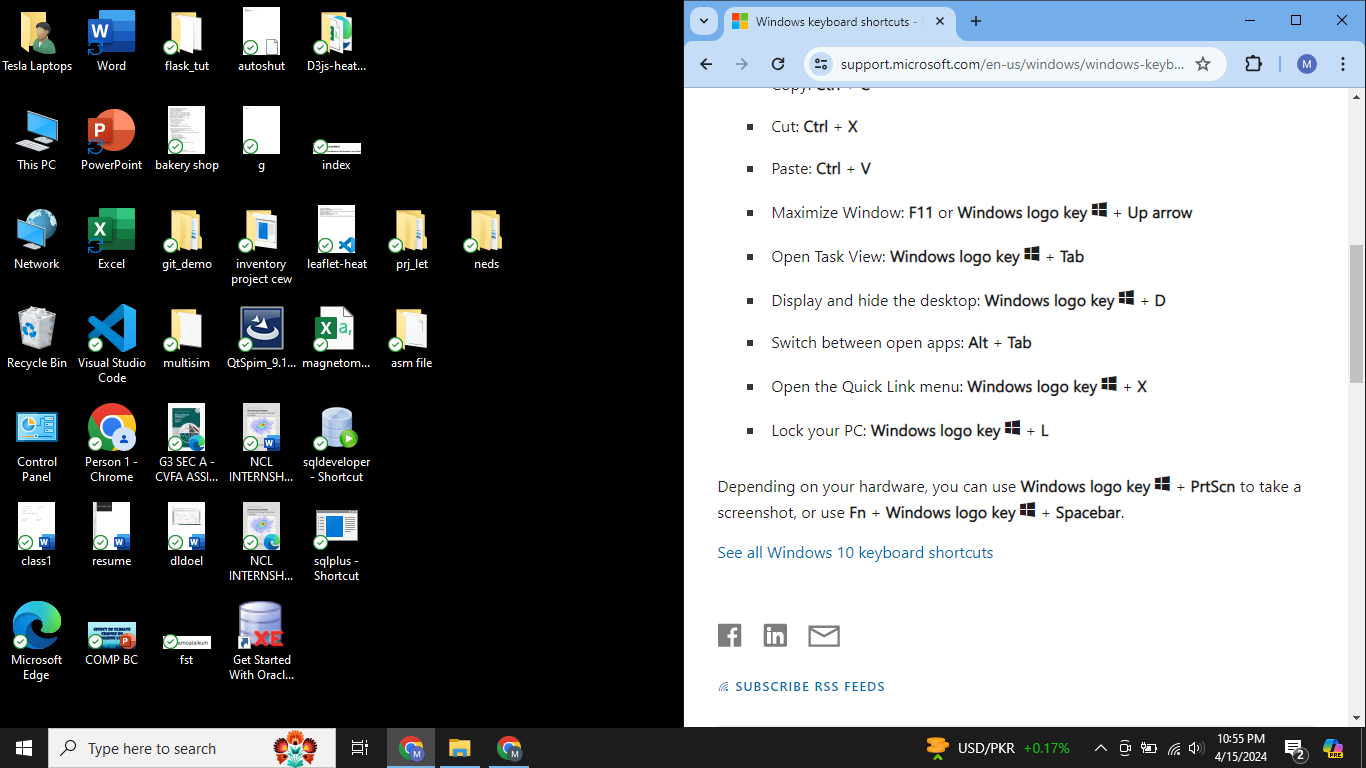 Tesla Laptops
Word
flask_tut
autoshut
D3js-heat...
This PC
PowerPoint
bakery shop
g
index
Network
Excel
git_demo
inventory
project cew
leaflet-heat
prj_let
neds
Recycle Bin
Visual Studio
Code
multisim
QtSpim_9.1...
magnetom...
asm file
Control
Panel
Person 1 -
Chrome
G3 SEC A -
CVFA ASSI...
NCL
INTERNSH...
sqldeveloper
- Shortcut
class1
resume
dldoel
NCL
INTERNSH...
sqlplus -
Shortcut
Microsoft
Edge
COMP BC
fst
XE
Get Started
With Oracl...
Windows keyboard shortcuts -
support.microsoft.com/en-us/windows/windows-keyb...
M
Copy: Ctrl + C
Cut: Ctrl + X
Paste: Ctrl + V
Maximize Window: F11 or Windows logo key + Up arrow
Open Task View: Windows logo key + Tab
Display and hide the desktop: Windows logo key + D
Switch between open apps: Alt + Tab
Open the Quick Link menu: Windows logo key + X
Lock your PC: Windows logo key + L
Depending on your hardware, you can use Windows logo key + PrtScn to take a
screenshot, or use Fn + Windows logo key + Spacebar.
See all Windows 10 keyboard shortcuts
SUBSCRIBE RSS FEEDS
Type here to search
USD/PKR +0.17%
10:55 PM
4/15/2024
2
PRE